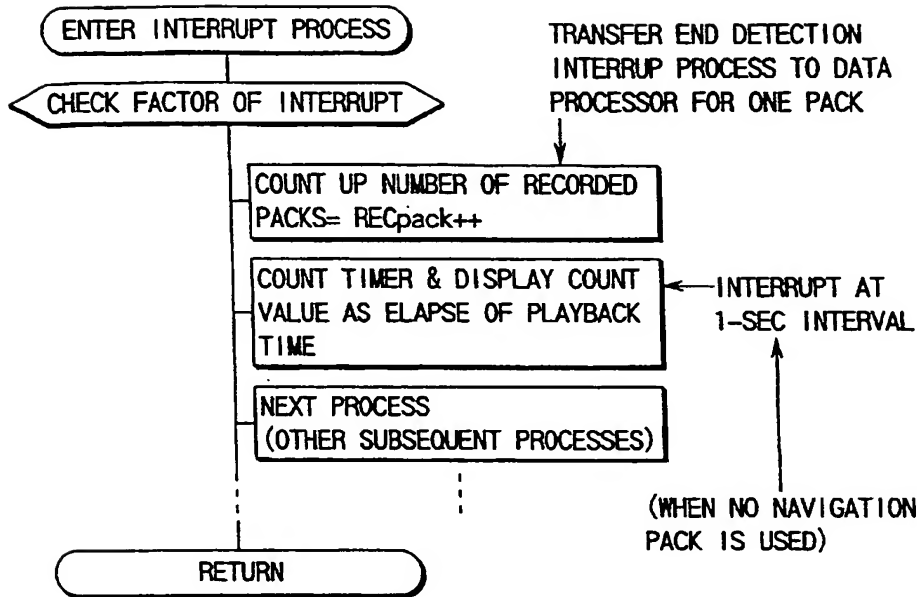 ENTER INTERRUPT PROCESS
TRANSFER END DETECTION
INTERRUP PROCESS TO DATA
PROCESSOR FOR ONE PACK
CHECK FACTOR OF INTERRUPT
COUNT UP NUMBER OF RECORDED
PACKS= RECpack++
COUNT TIMER & DISPLAY COUNT
VALUE AS ELAPSE OF PLAYBACK
TIME
INTERRUPT AT
1-SEC INTERVAL
NEXT PROCESS
(OTHER SUBSEQUENT PROCESSES)
(WHEN NO NAVIGATION
PACK IS USED)
RETURN